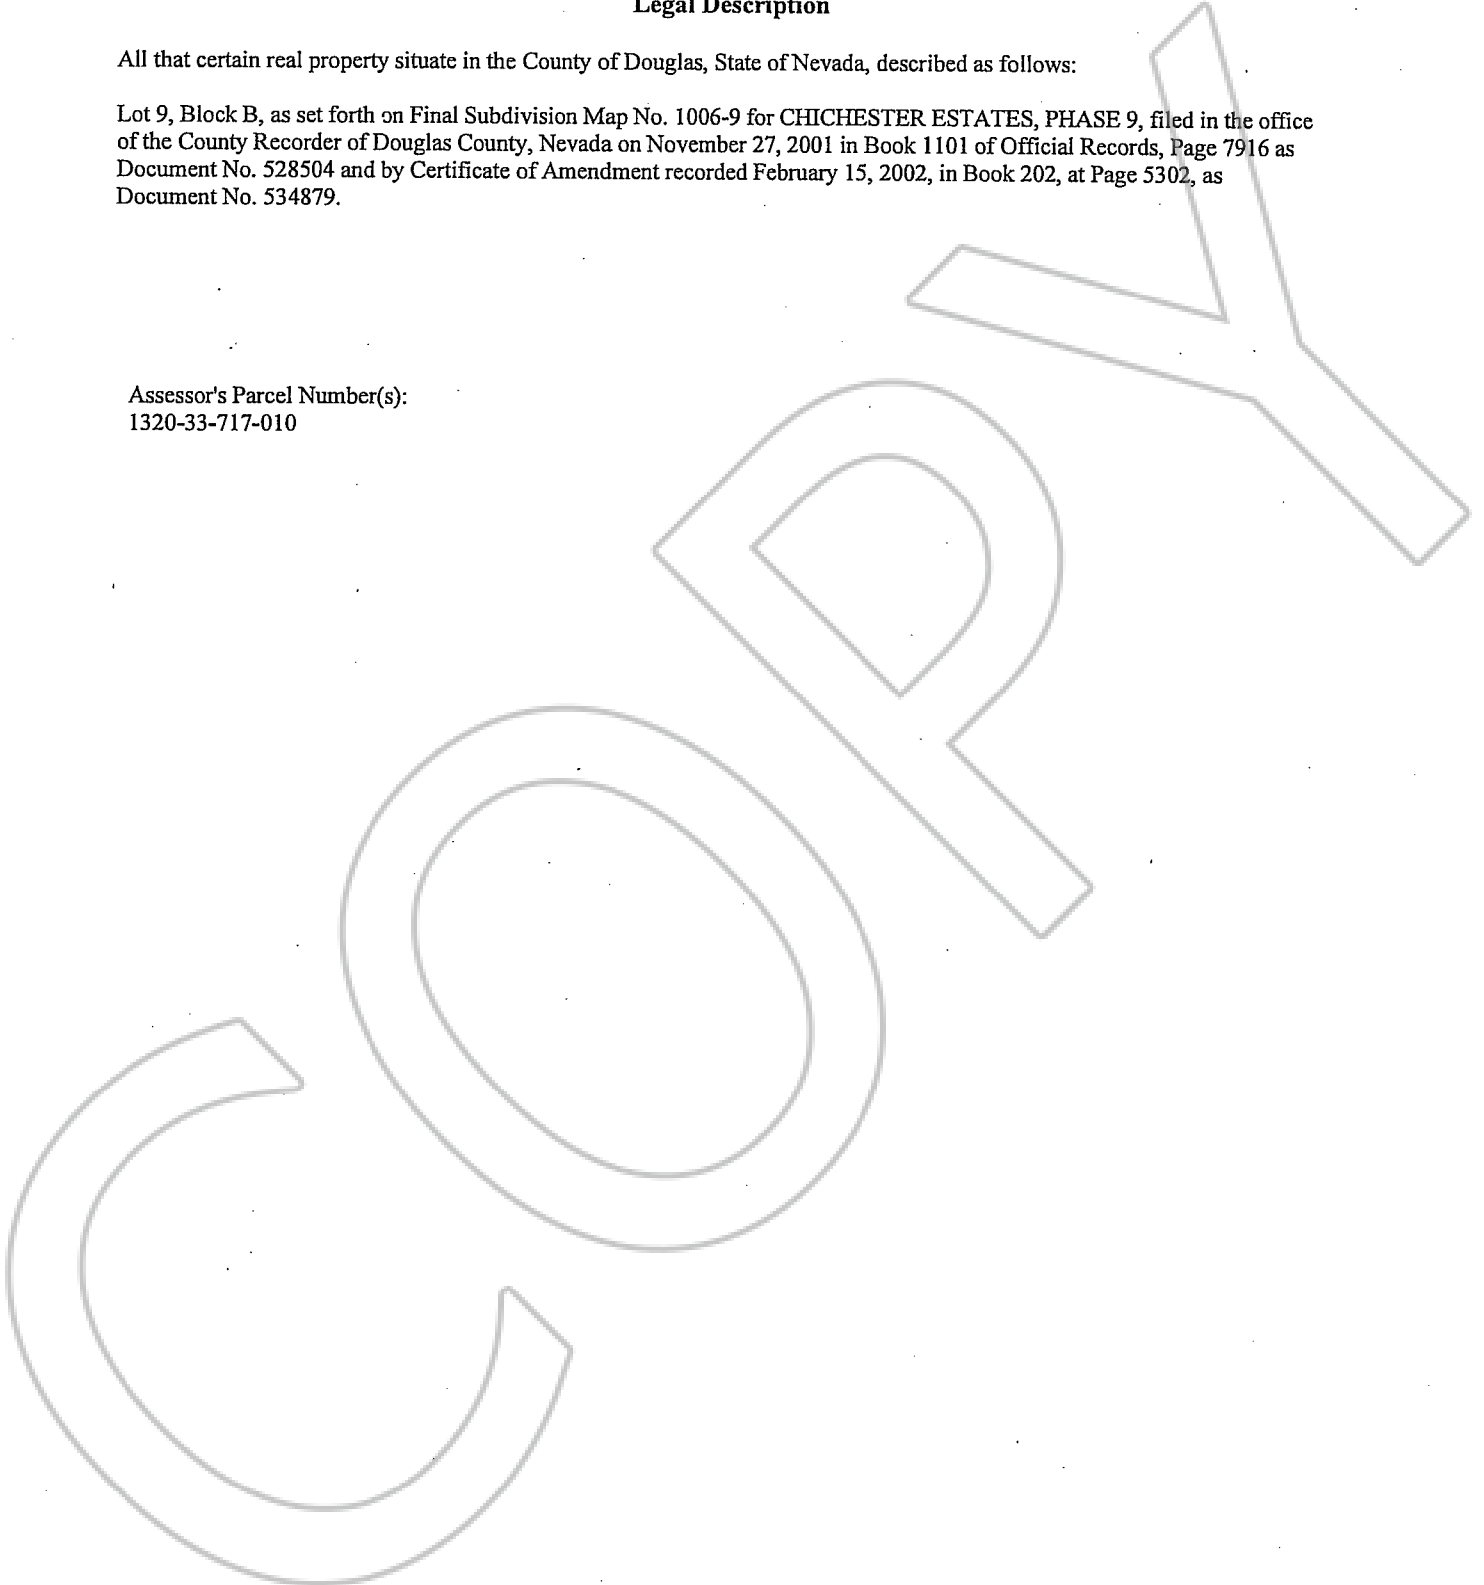 Legal Description
All that certain real property situate in the County of Douglas, State of Nevada, described as follows:
Lot 9, Block B, as set forth on Final Subdivision Map No. 1006-9 for CHICHESTER ESTATES, PHASE 9, filed in the office
of the County Recorder of Douglas County, Nevada on November 27, 2001 in Book 1101 of Official Records, Page 7916 as
Document No. 528504 and by Certificate of Amendment recorded February 15, 2002, in Book 202, at Page 5302, as
Document No. 534879.
Assessor's Parcel Number(s):
1320-33-717-010
COPY